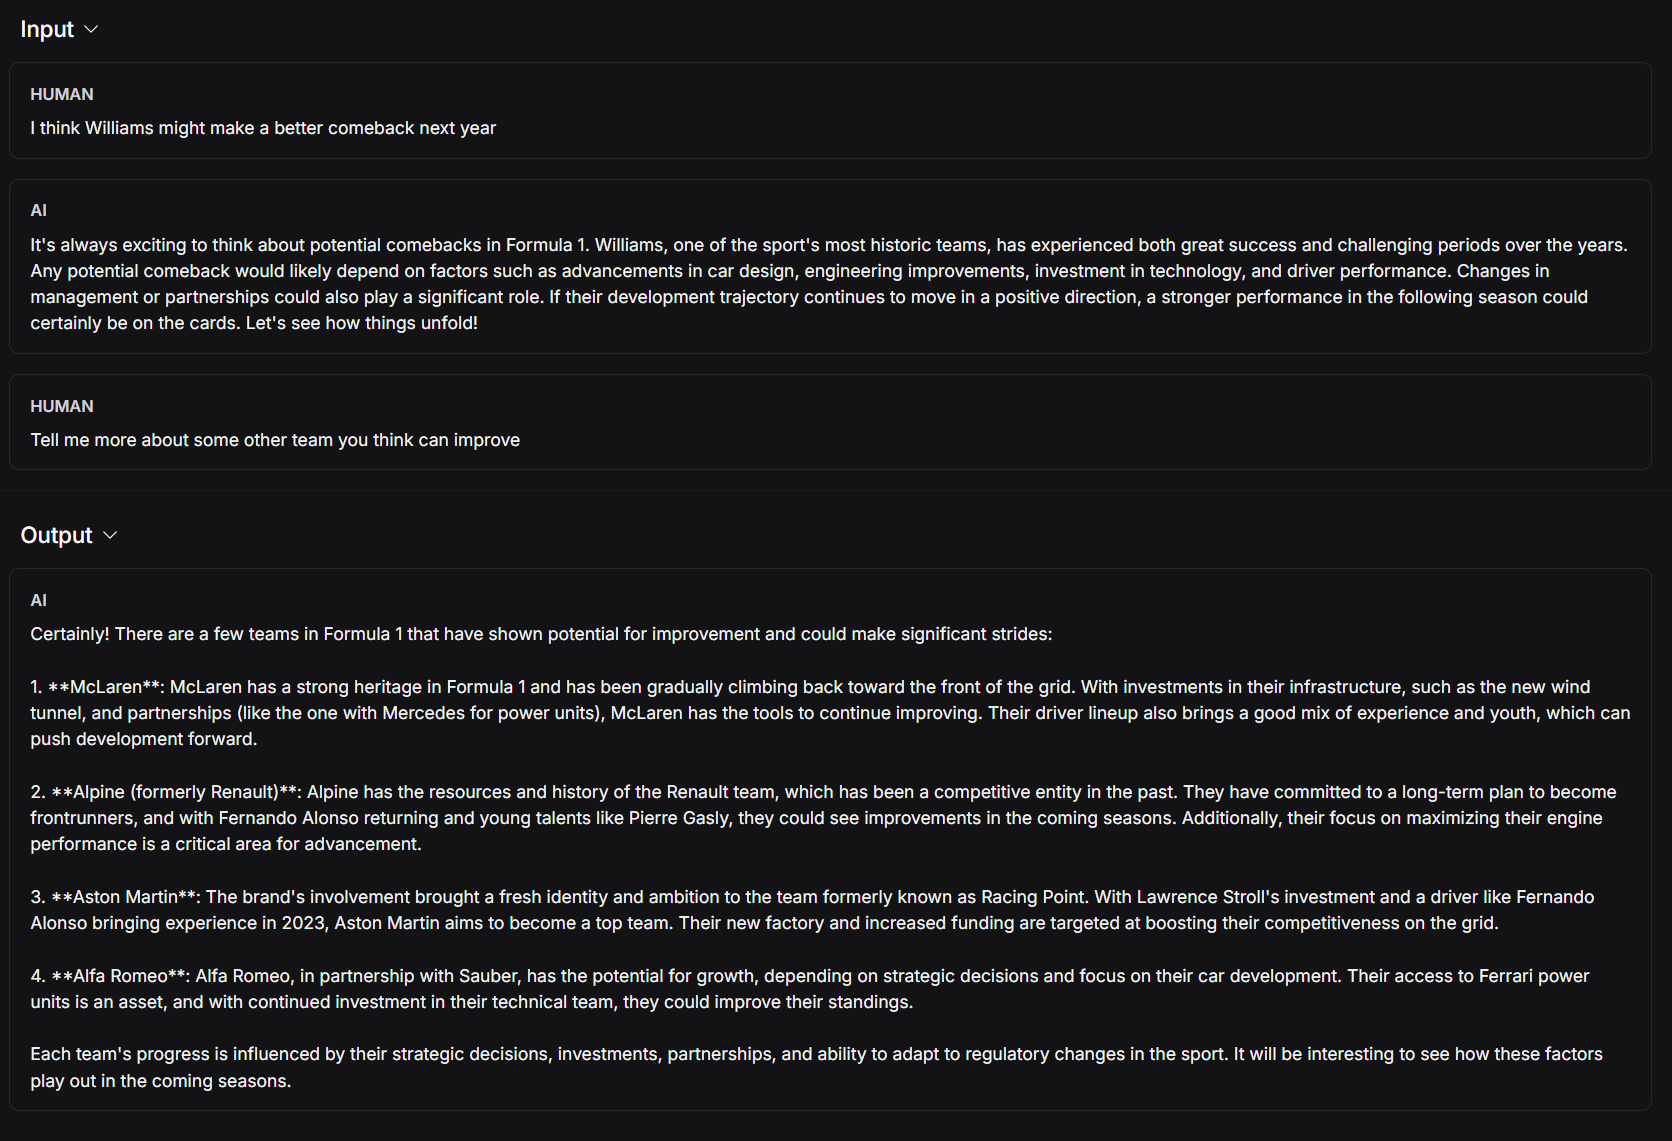 Input
HUMAN
I think Williams might make a better comeback next year
AI
It's always exciting to think about potential comebacks in Formula 1. Williams, one of the sport's most historic teams, has experienced both great success and challenging periods over the years.
Any potential comeback would likely depend on factors such as advancements in car design, engineering improvements, investment in technology, and driver performance. Changes in
management or partnerships could also play a significant role. If their development trajectory continues to move in a positive direction, a stronger performance in the following season could
certainly be on the cards. Let's see how things unfold!
HUMAN
Tell me more about some other team you think can improve
Output
AI
Certainly! There are a few teams in Formula 1 that have shown potential for improvement and could make significant strides:
1. **McLaren**: McLaren has a strong heritage in Formula 1 and has been gradually climbing back toward the front of the grid. With investments in their infrastructure, such as the new wind
tunnel, and partnerships (like the one with Mercedes for power units), McLaren has the tools to continue improving. Their driver lineup also brings a good mix of experience and youth, which can
push development forward.
2. **Alpine (formerly Renault)**: Alpine has the resources and history of the Renault team, which has been a competitive entity in the past. They have committed to a long-term plan to become
frontrunners, and with Fernando Alonso returning and young talents like Pierre Gasly, they could see improvements in the coming seasons. Additionally, their focus on maximizing their engine
performance is a critical area for advancement.
3. **Aston Martin**: The brand's involvement brought a fresh identity and ambition to the team formerly known as Racing Point. With Lawrence Stroll's investment and a driver like Fernando
Alonso bringing experience in 2023, Aston Martin aims to become a top team. Their new factory and increased funding are targeted at boosting their competitiveness on the grid.
4. **Alfa Romeo**: Alfa Romeo, in partnership with Sauber, has the potential for growth, depending on strategic decisions and focus on their car development. Their access to Ferrari power
units is an asset, and with continued investment in their technical team, they could improve their standings.
Each team's progress is influenced by their strategic decisions, investments, partnerships, and ability to adapt to regulatory changes in the sport. It will be interesting to see how these factors
play out in the coming seasons.